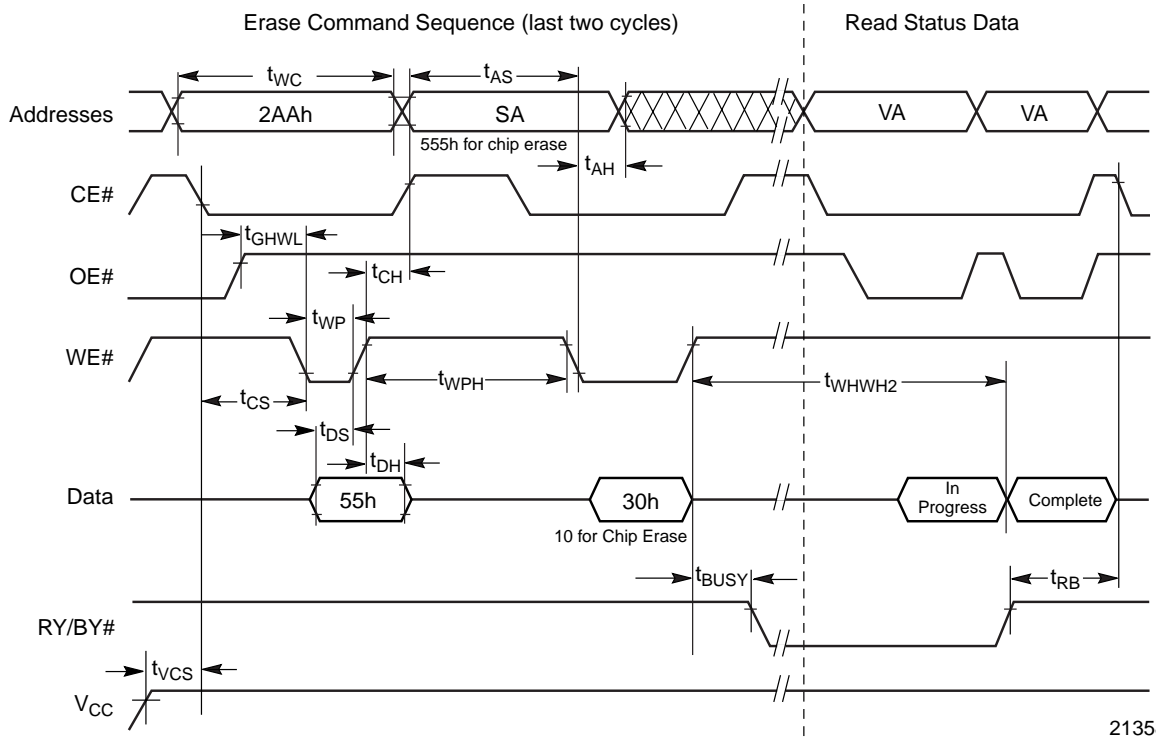 Erase Command Sequence (last two cycles)
Read Status Data
tWC
tAS
Addresses
2AAh
SA
VA
VA
555h for chip erase
tAH
CE#
tGHWL
OE#
tCH
tWP
WE#
tWPH
tWHWH2
tCS
tDS
tDH
Data
55h
30h
In
Progress
Complete
10 for Chip Erase
tBUSY
tRB
RY/BY#
tVCS
VCC
2135